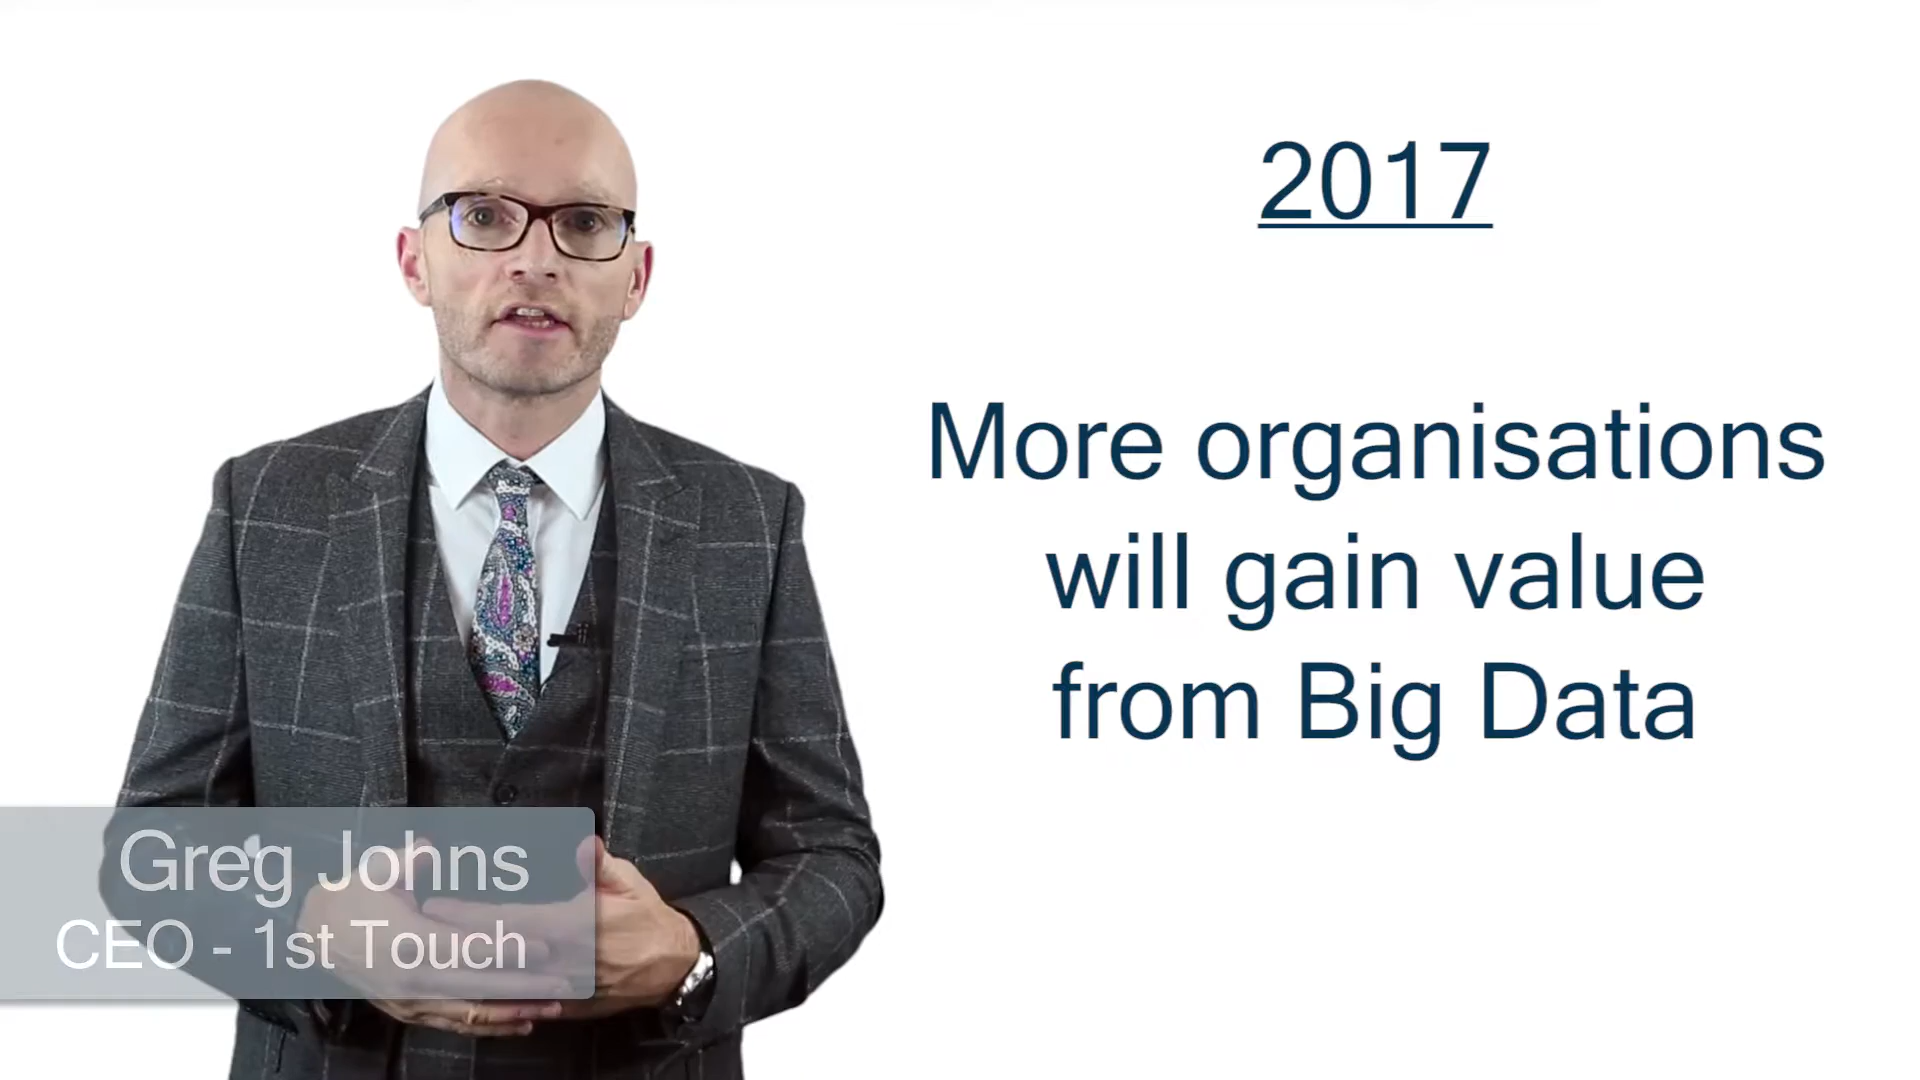 2017
More organisations
will gain value
from Big Data
Greg Johns
CEO - 1st Touch